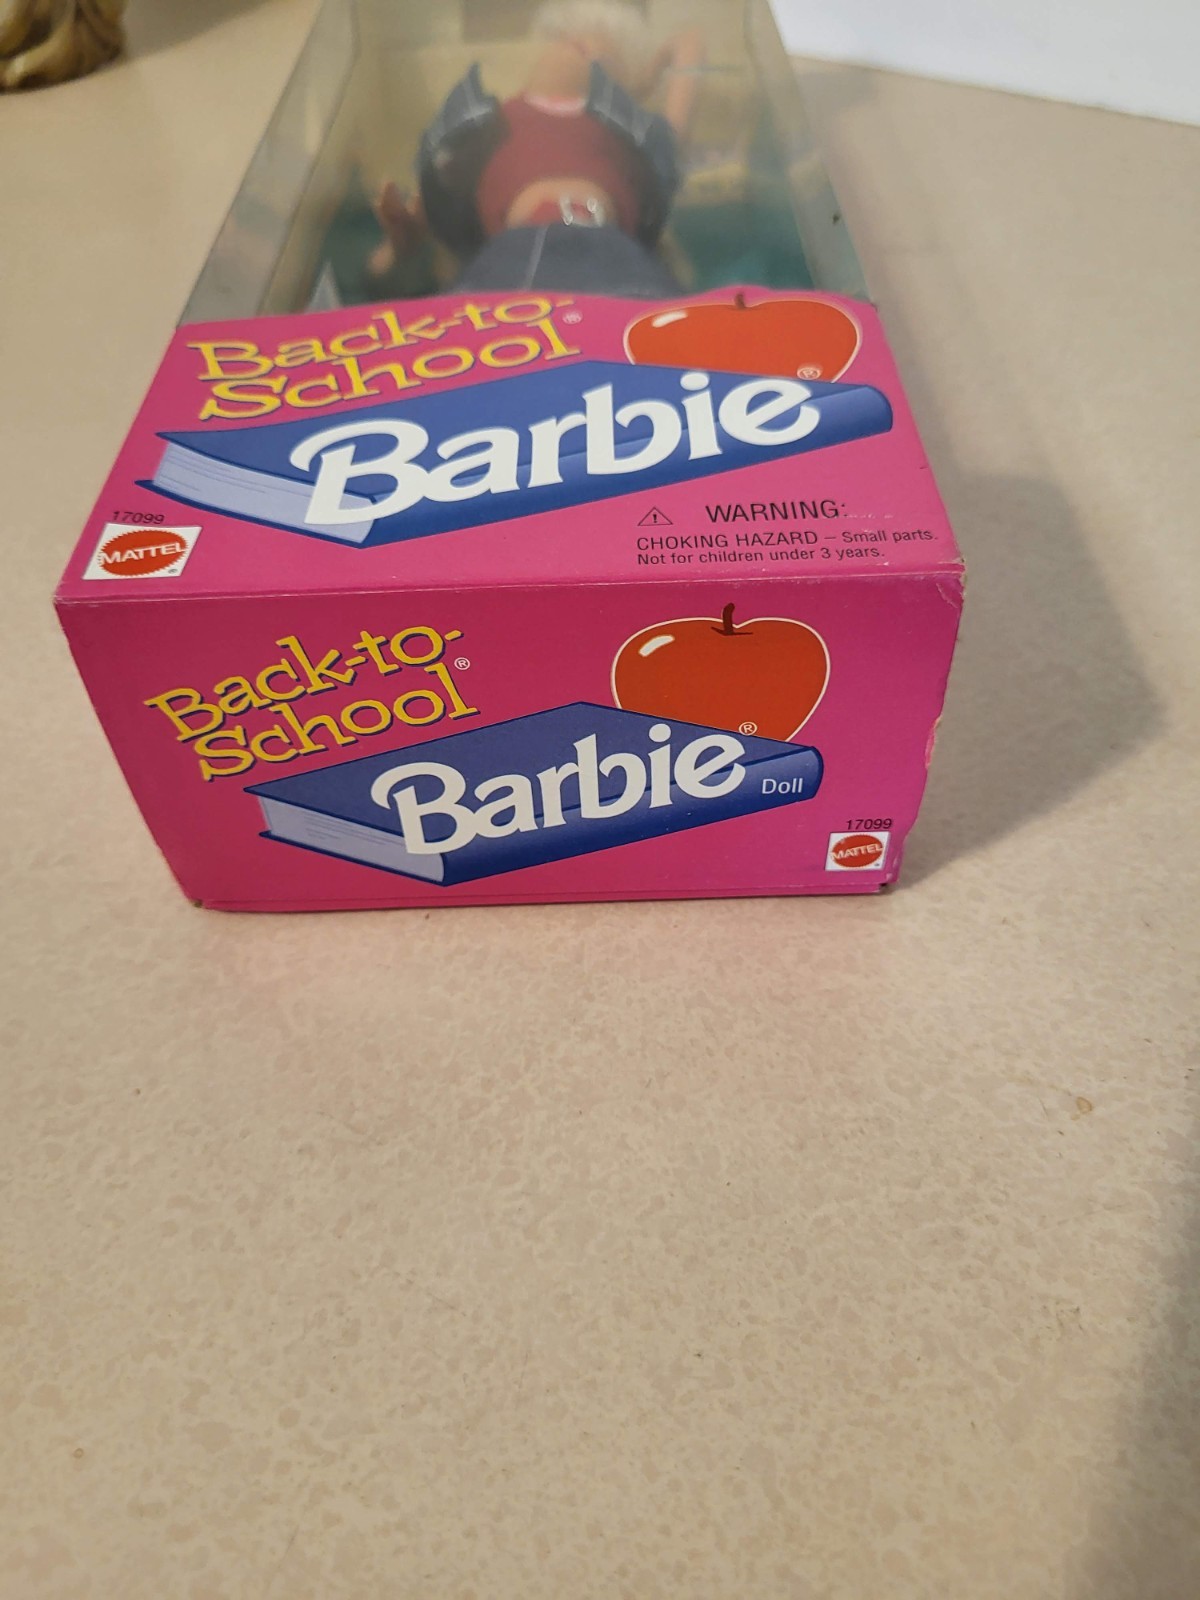 Back-to-
School®
Barbie®
17099
MATTEL®
⚠ WARNING:
CHOKING HAZARD – Small parts.
Not for children under 3 years.
Back-to-
School®
Barbie®
Doll
17099
MATTEL